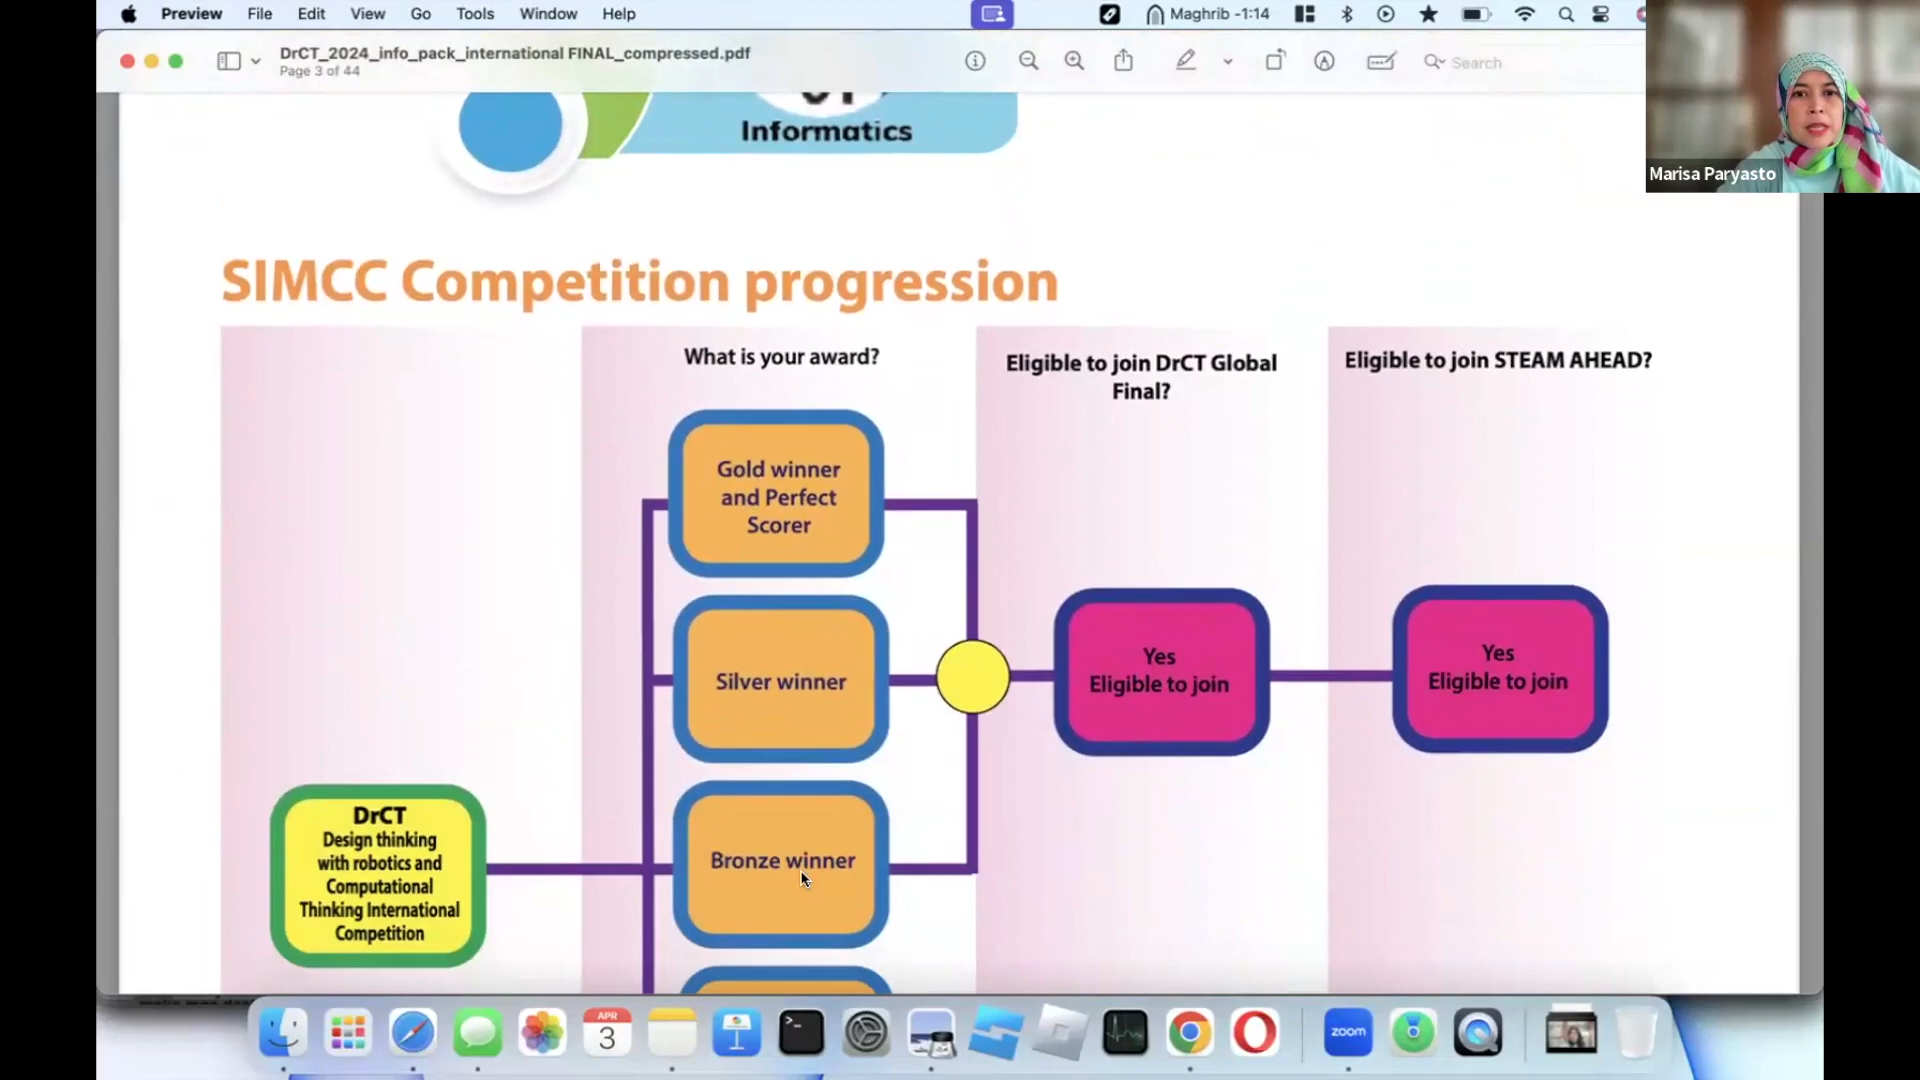 Preview File Edit View Go Tools Window Help
Maghrib -1:14
DrCT_2024_info_pack_international FINAL_compressed.pdf
Page 3 of 44
Search
Marisa Paryasto
Informatics
SIMCC Competition progression
What is your award?
Eligible to join DrCT Global
Final?
Eligible to join STEAM AHEAD?
Gold winner
and Perfect
Scorer
Silver winner
Yes
Eligible to join
Yes
Eligible to join
Bronze winner
DrCT
Design thinking
with robotics and
Computational
Thinking International
Competition
APR
3
zoom